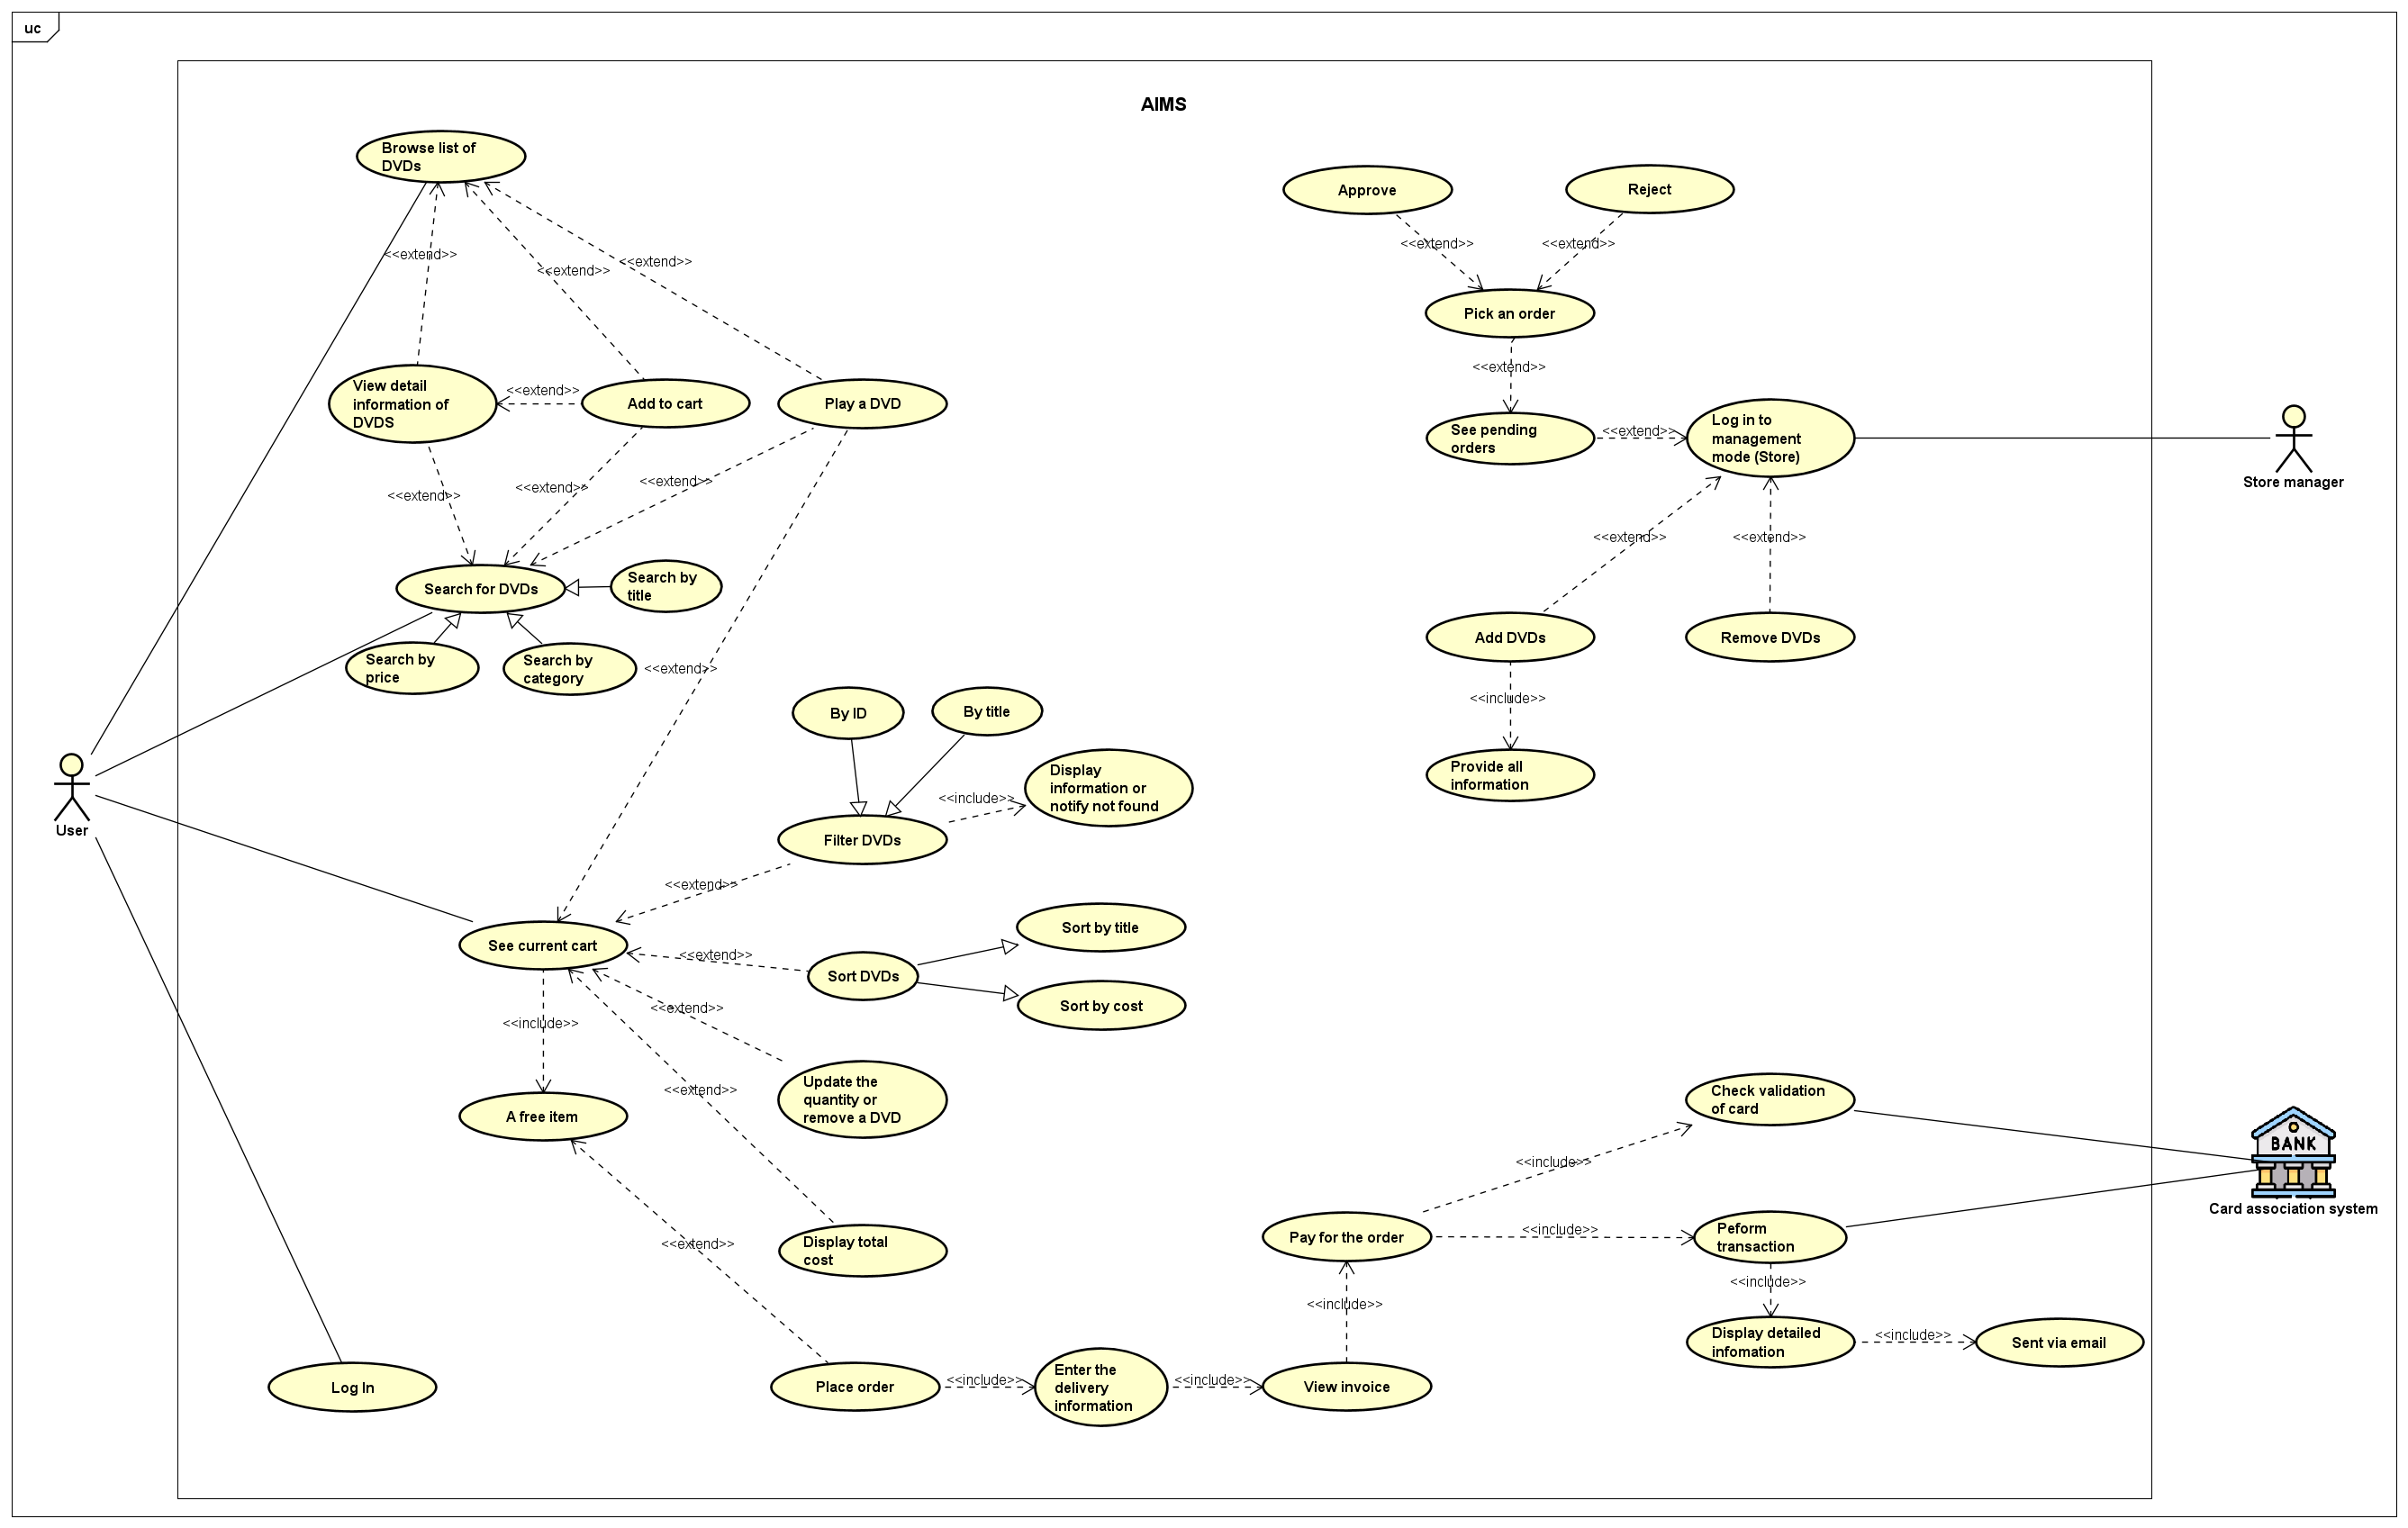 uc
AIMS
Browse list of
DVDs
Approve
Reject
<<extend>>
<<extend>>
<<extend>>
<<extend>>
<<extend>>
Pick an order
<<extend>>
View detail
information of
DVDS
<<extend>>
Add to cart
Play a DVD
See pending
orders
<<extend>>
Log in to
management
mode (Store)
Store manager
<<extend>>
<<extend>>
<<extend>>
<<extend>>
<<extend>>
Search for DVDs
Search by
title
Search by
price
Search by
category
<<extend>>
Add DVDs
Remove DVDs
<<include>>
By ID
By title
Provide all
information
Display
information or
notify not found
<<include>>
User
Filter DVDs
<<extend>>
See current cart
<<extend>>
Sort DVDs
Sort by title
Sort by cost
<<include>>
<<extend>>
<<extend>>
Update the
quantity or
remove a DVD
A free item
Check validation
of card
BANK
Card association system
<<include>>
<<extend>>
Display total
cost
Pay for the order
<<include>>
Peform
transaction
<<include>>
<<include>>
Display detailed
infomation
<<include>>
Sent via email
Log In
Place order
<<include>>
Enter the
delivery
information
<<include>>
View invoice